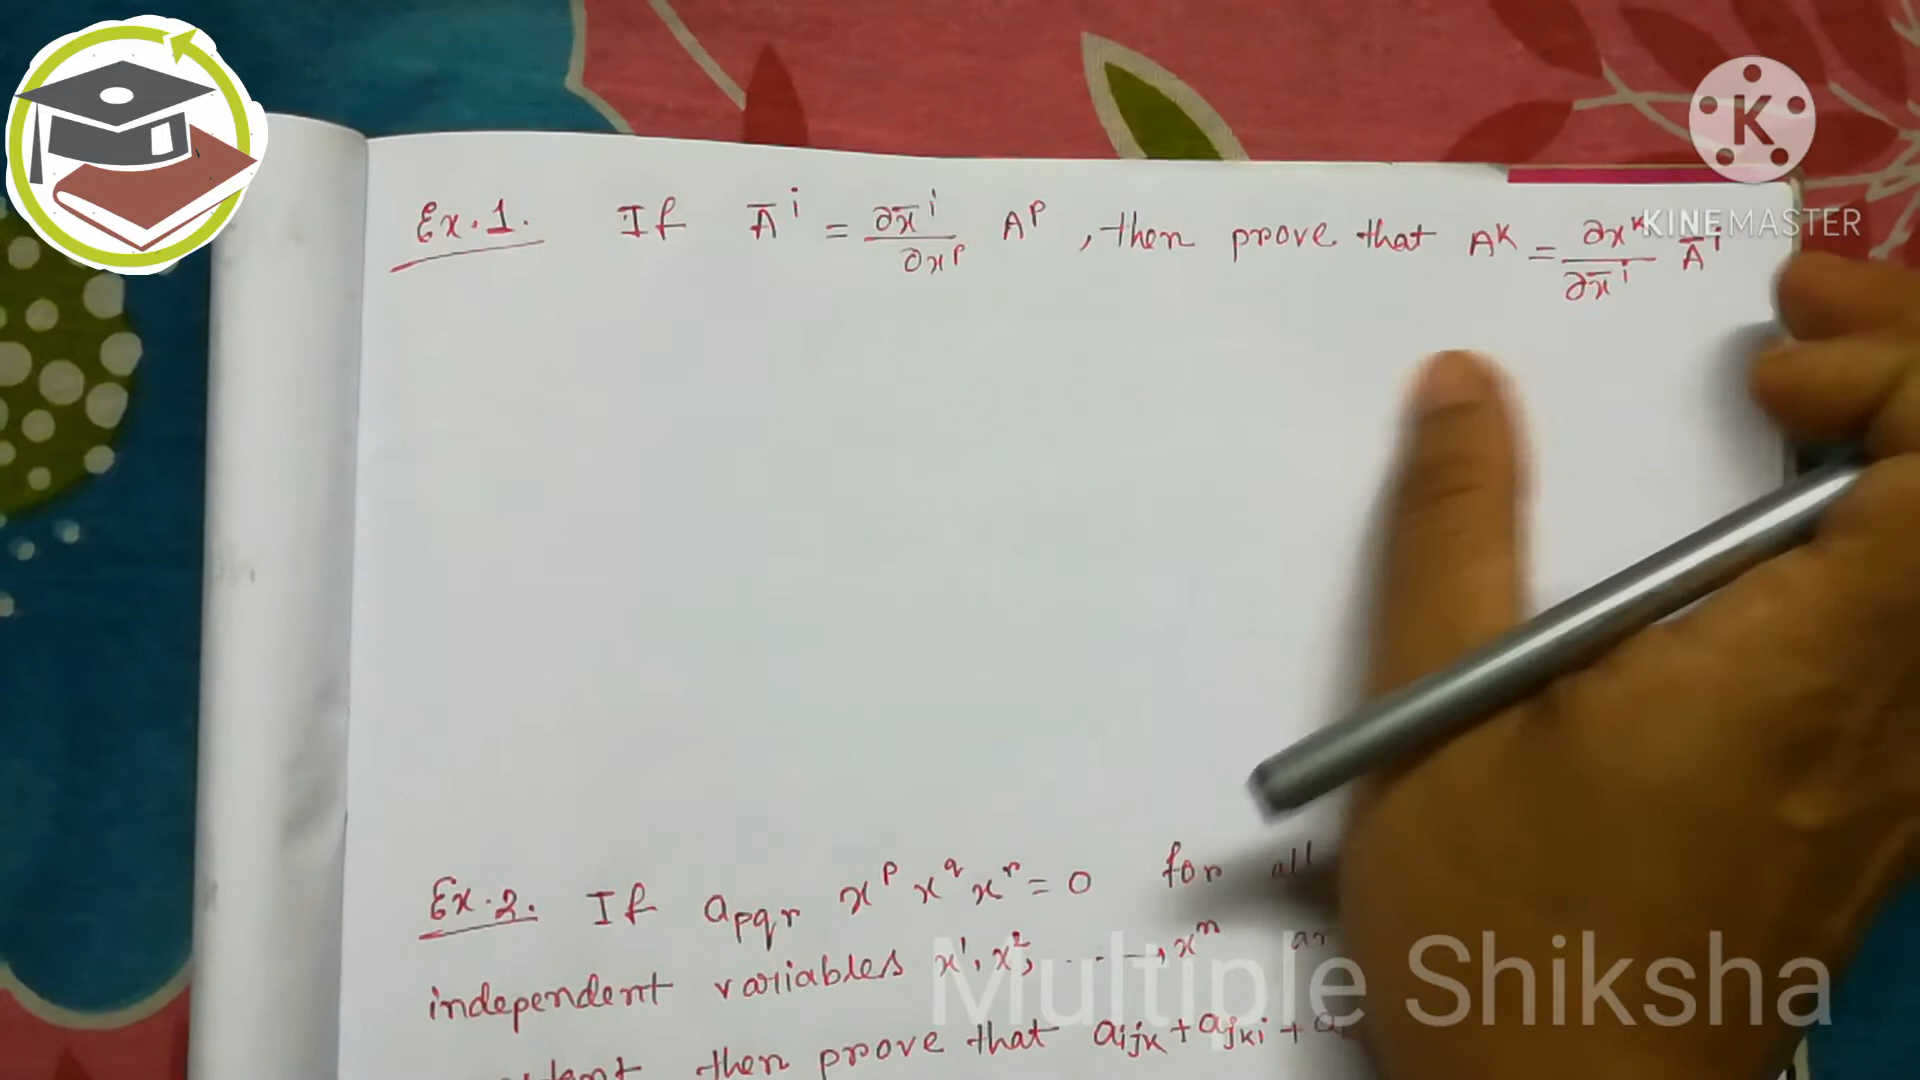 Ex.1. If Ā^i = ∂x̄^i/∂x^p A^p, then prove that A^k = ∂x^k/∂x̄^i Ā^i
K
KINEMASTER
Ex.2. If a_pqr x^p x^q x^r = 0 for all
independent variables x^1, x^2, ..., x^n
then prove that a_ijk + a_jki +
Multiple Shiksha